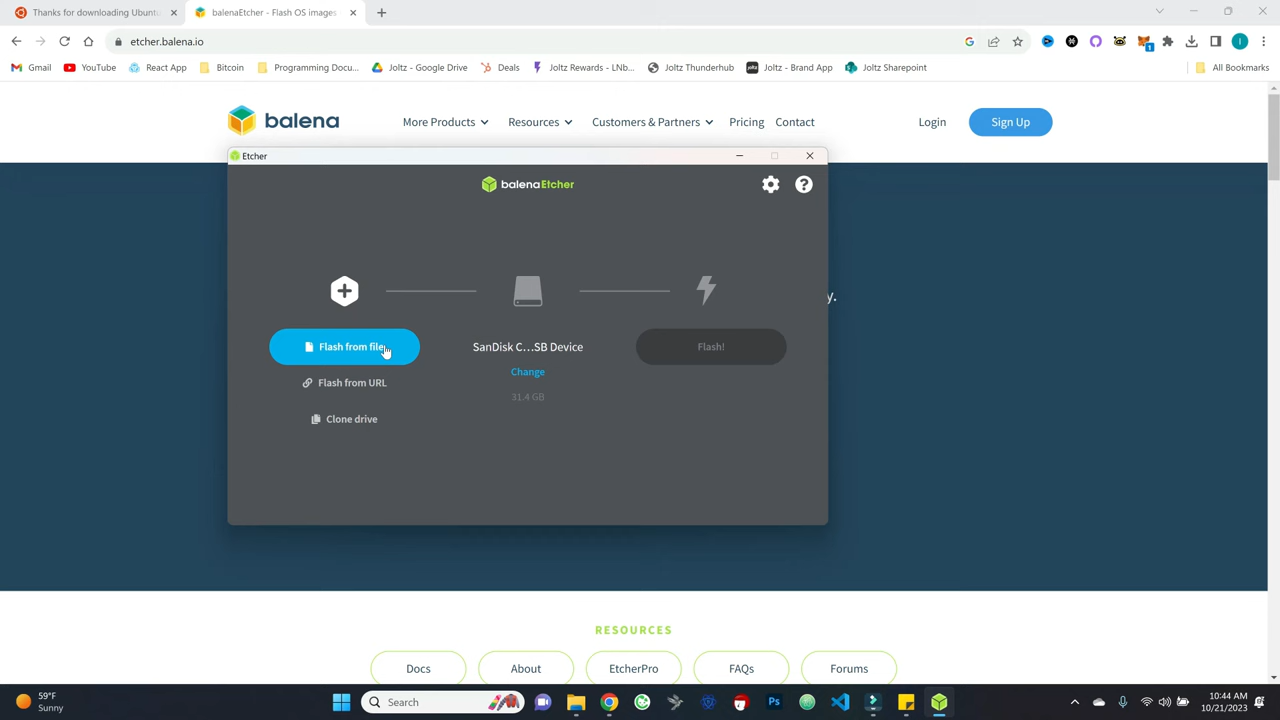 Thanks for downloading Ubuntu
balenaEtcher - Flash OS images
etcher.balena.io
Gmail
YouTube
React App
Bitcoin
Programming Docu...
Joltz - Google Drive
Deals
Joltz Rewards - LNb...
Joltz Thunderhub
Joltz - Brand App
Joltz Sharepoint
All Bookmarks
balena
More Products
Resources
Customers & Partners
Pricing
Contact
Login
Sign Up
Etcher
balenaEtcher
y.
Flash from file
SanDisk C...SB Device
Flash!
Change
Flash from URL
31.4 GB
Clone drive
RESOURCES
Docs
About
EtcherPro
FAQs
Forums
59°F
Sunny
Search
10:44 AM
10/21/2023